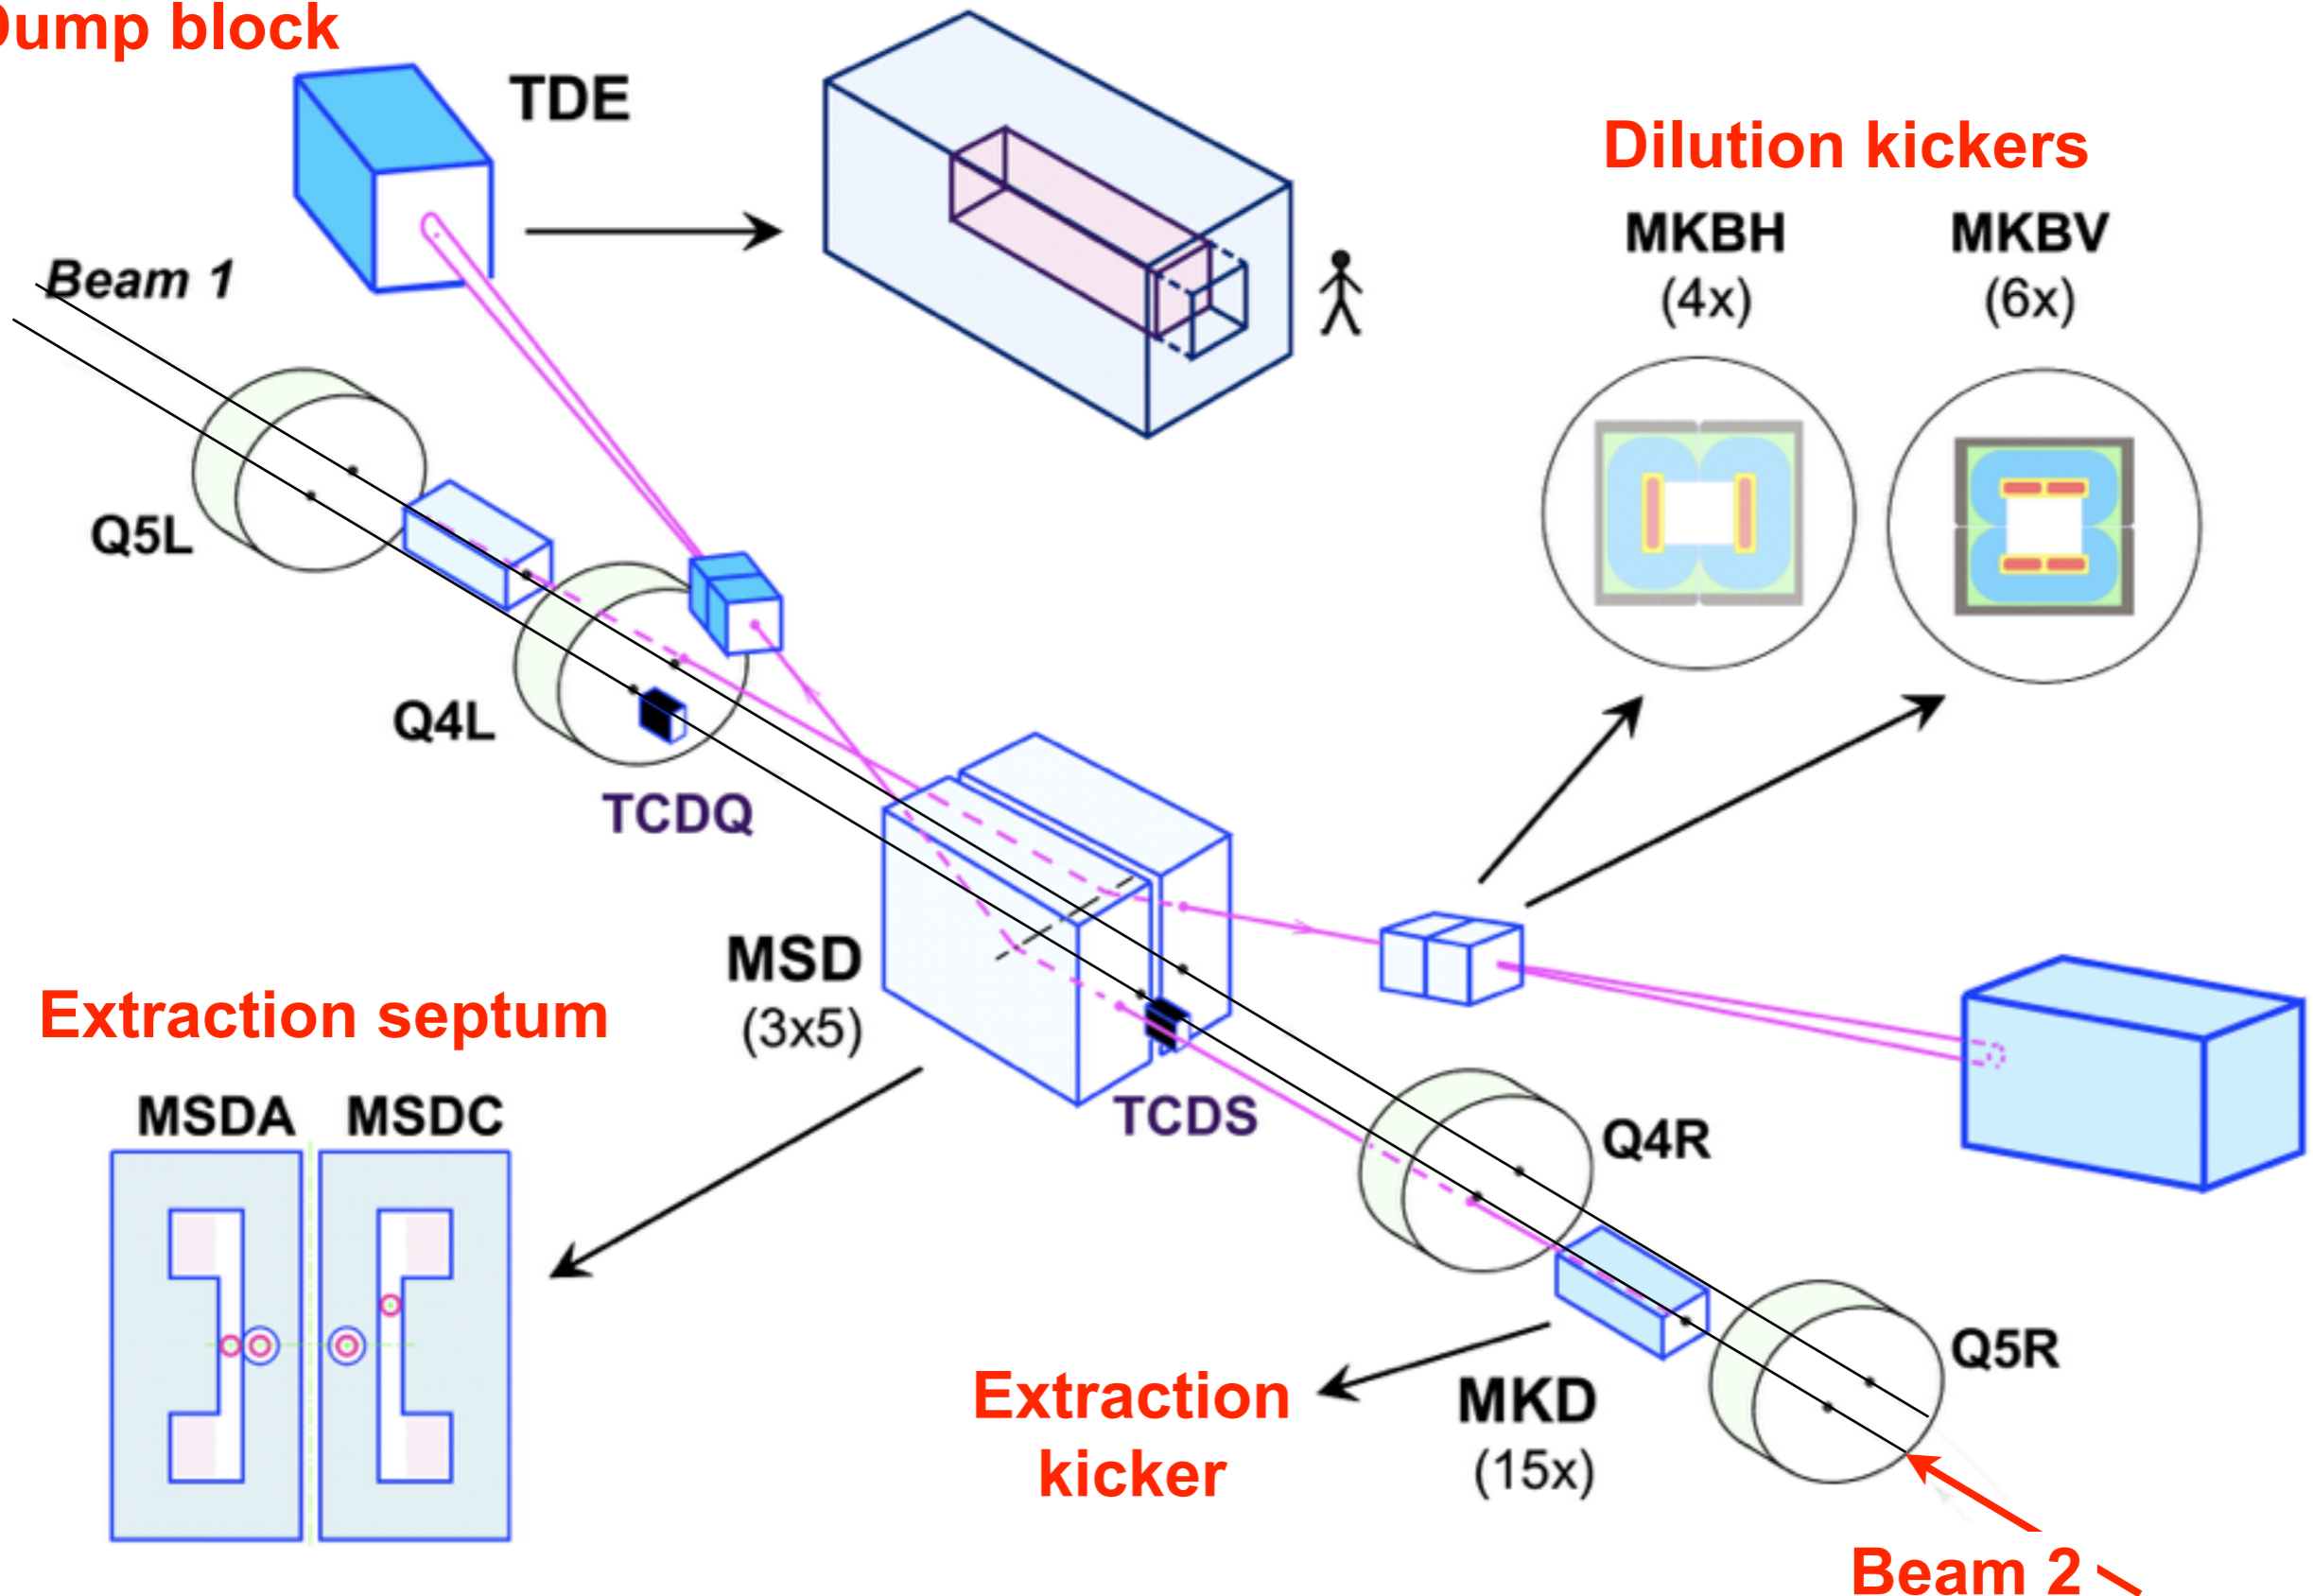 Dump block
TDE
Dilution kickers
MKBH
(4x)
MKBV
(6x)
Beam 1
Q5L
Q4L
TCDQ
MSD
(3x5)
Extraction septum
MSDA
MSDC
TCDS
Q4R
Q5R
Extraction
kicker
MKD
(15x)
Beam 2